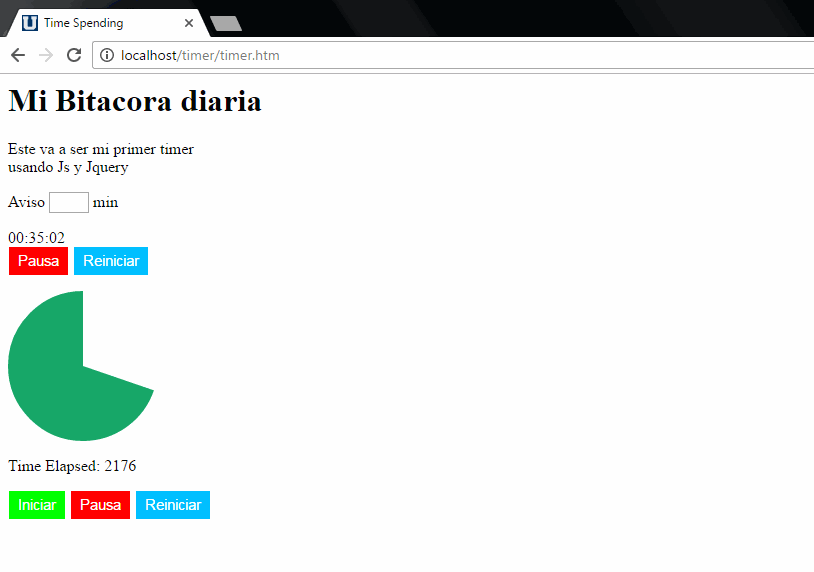 Time Spending
localhost/timer/timer.htm
Mi Bitacora diaria
Este va a ser mi primer timer
usando Js y Jquery
Aviso min
00:35:02
Pausa Reiniciar
Time Elapsed: 2176
Iniciar Pausa Reiniciar